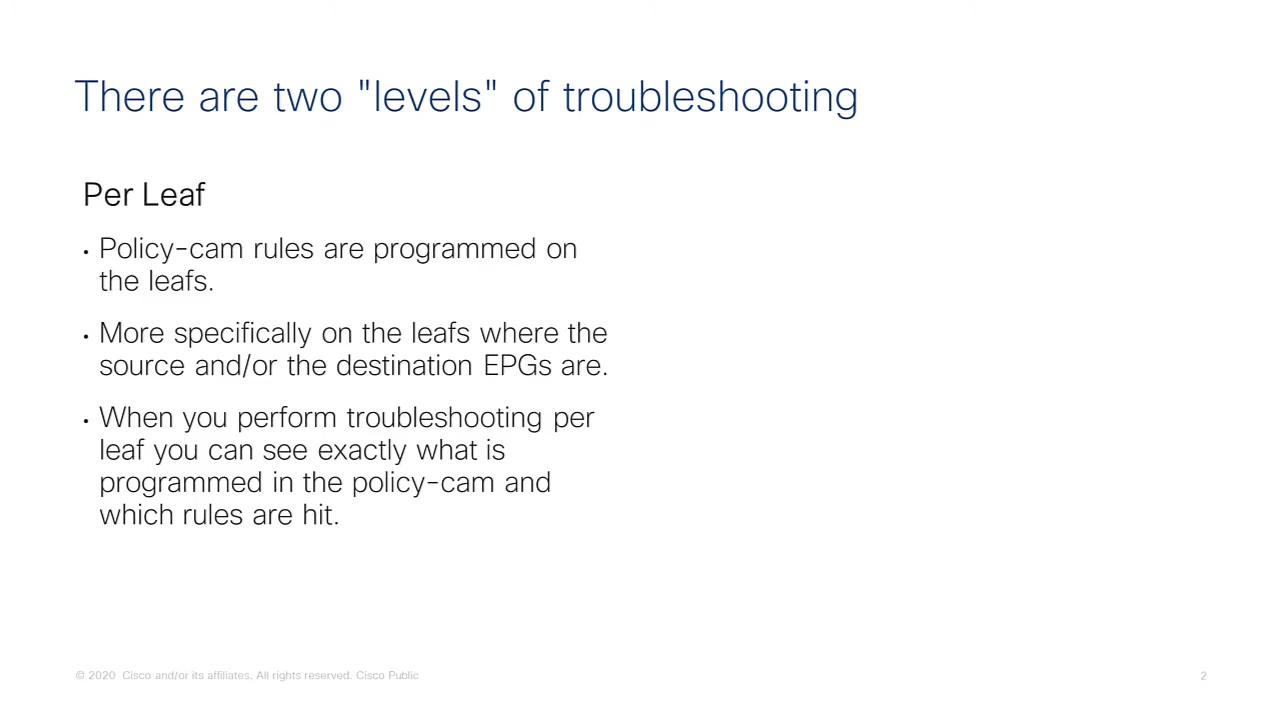 There are two "levels" of troubleshooting
Per Leaf
• Policy-cam rules are programmed on
the leafs.
• More specifically on the leafs where the
source and/or the destination EPGs are.
• When you perform troubleshooting per
leaf you can see exactly what is
programmed in the policy-cam and
which rules are hit.
© 2020 Cisco and/or its affiliates. All rights reserved. Cisco Public
2